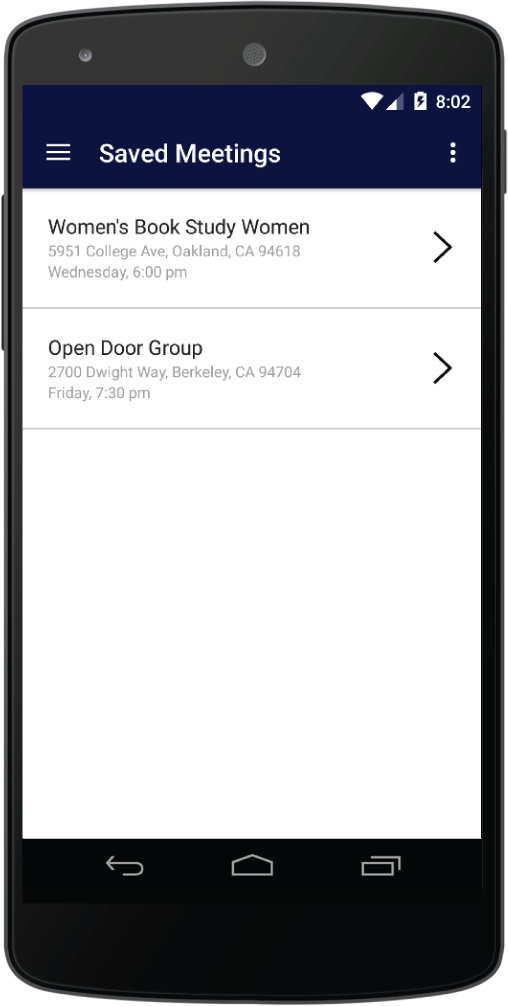 8:02
Saved Meetings
Women's Book Study Women
5951 College Ave, Oakland, CA 94618
Wednesday, 6:00 pm
Open Door Group
2700 Dwight Way, Berkeley, CA 94704
Friday, 7:30 pm